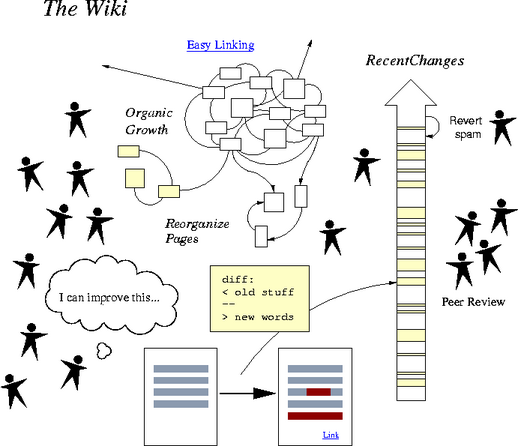 The Wiki
Easy Linking
RecentChanges
Organic
Growth
Revert
spam
Reorganize
Pages
I can improve this...
diff:
< old stuff
--
> new words
Peer Review
Link